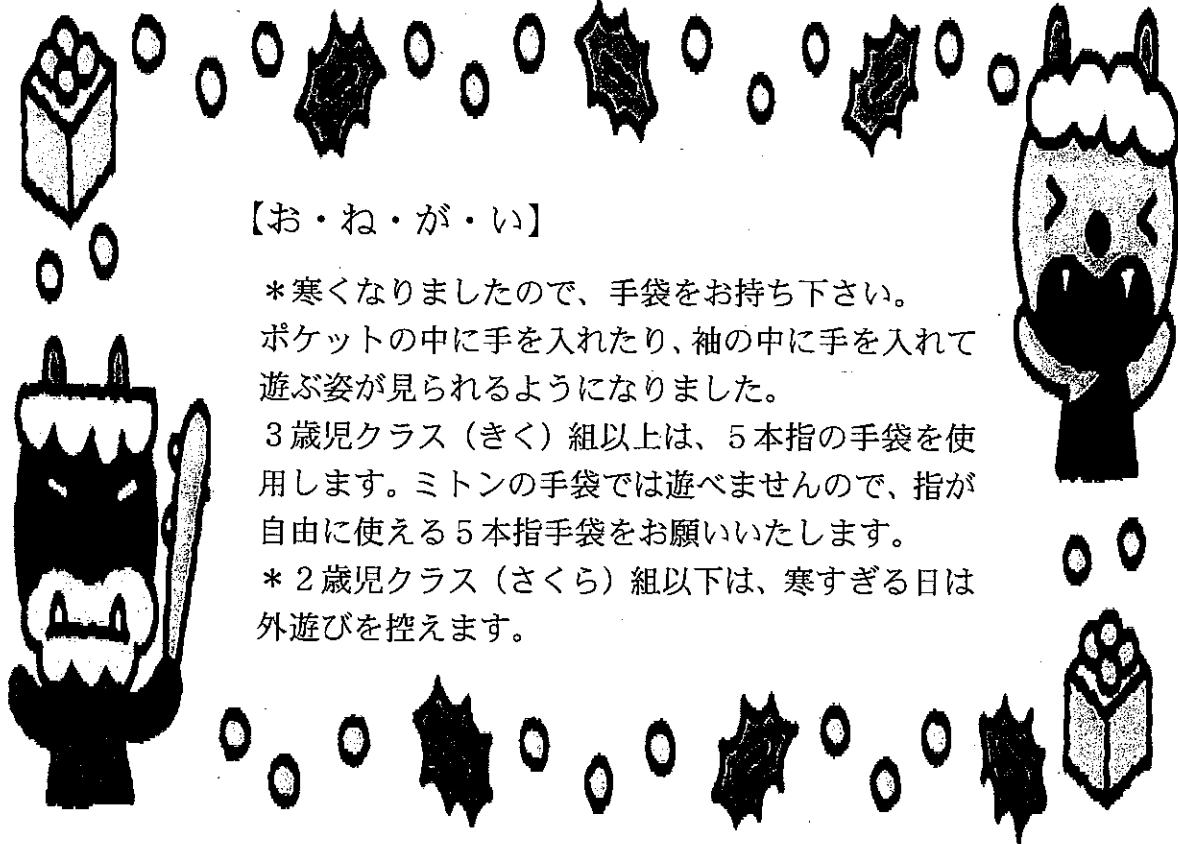 【お・ね・が・い】
＊寒くなりましたので、手袋をお持ち下さい。
ポケットの中に手を入れたり、袖の中に手を入れて
遊ぶ姿が見られるようになりました。
３歳児クラス（きく）組以上は、５本指の手袋を使
用します。ミトンの手袋では遊べませんので、指が
自由に使える５本指手袋をお願いいたします。
＊２歳児クラス（さくら）組以下は、寒すぎる日は
外遊びを控えます。